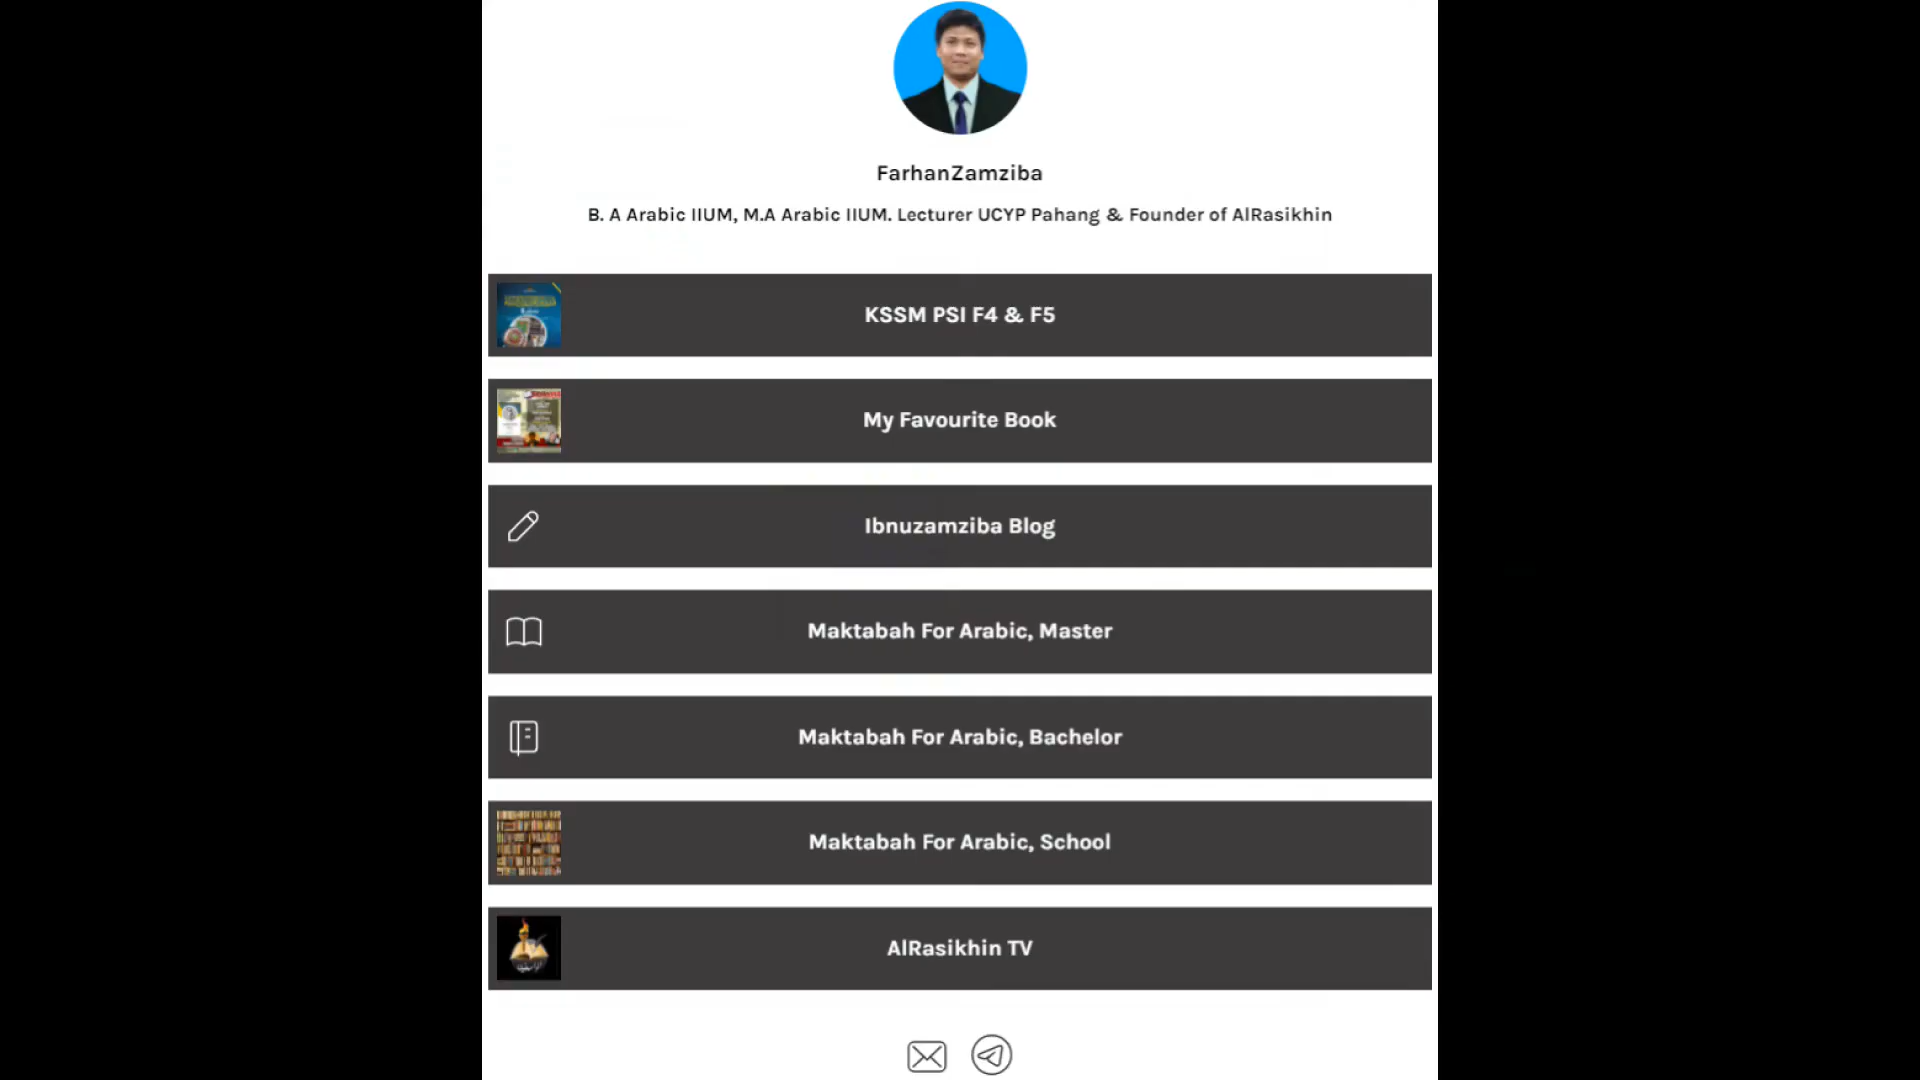 FarhanZamziba
B. A Arabic IIUM, M.A Arabic IIUM. Lecturer UCYP Pahang & Founder of AlRasikhin
KSSM PSI F4 & F5
My Favourite Book
Ibnuzamziba Blog
Maktabah For Arabic, Master
Maktabah For Arabic, Bachelor
Maktabah For Arabic, School
AlRasikhin TV